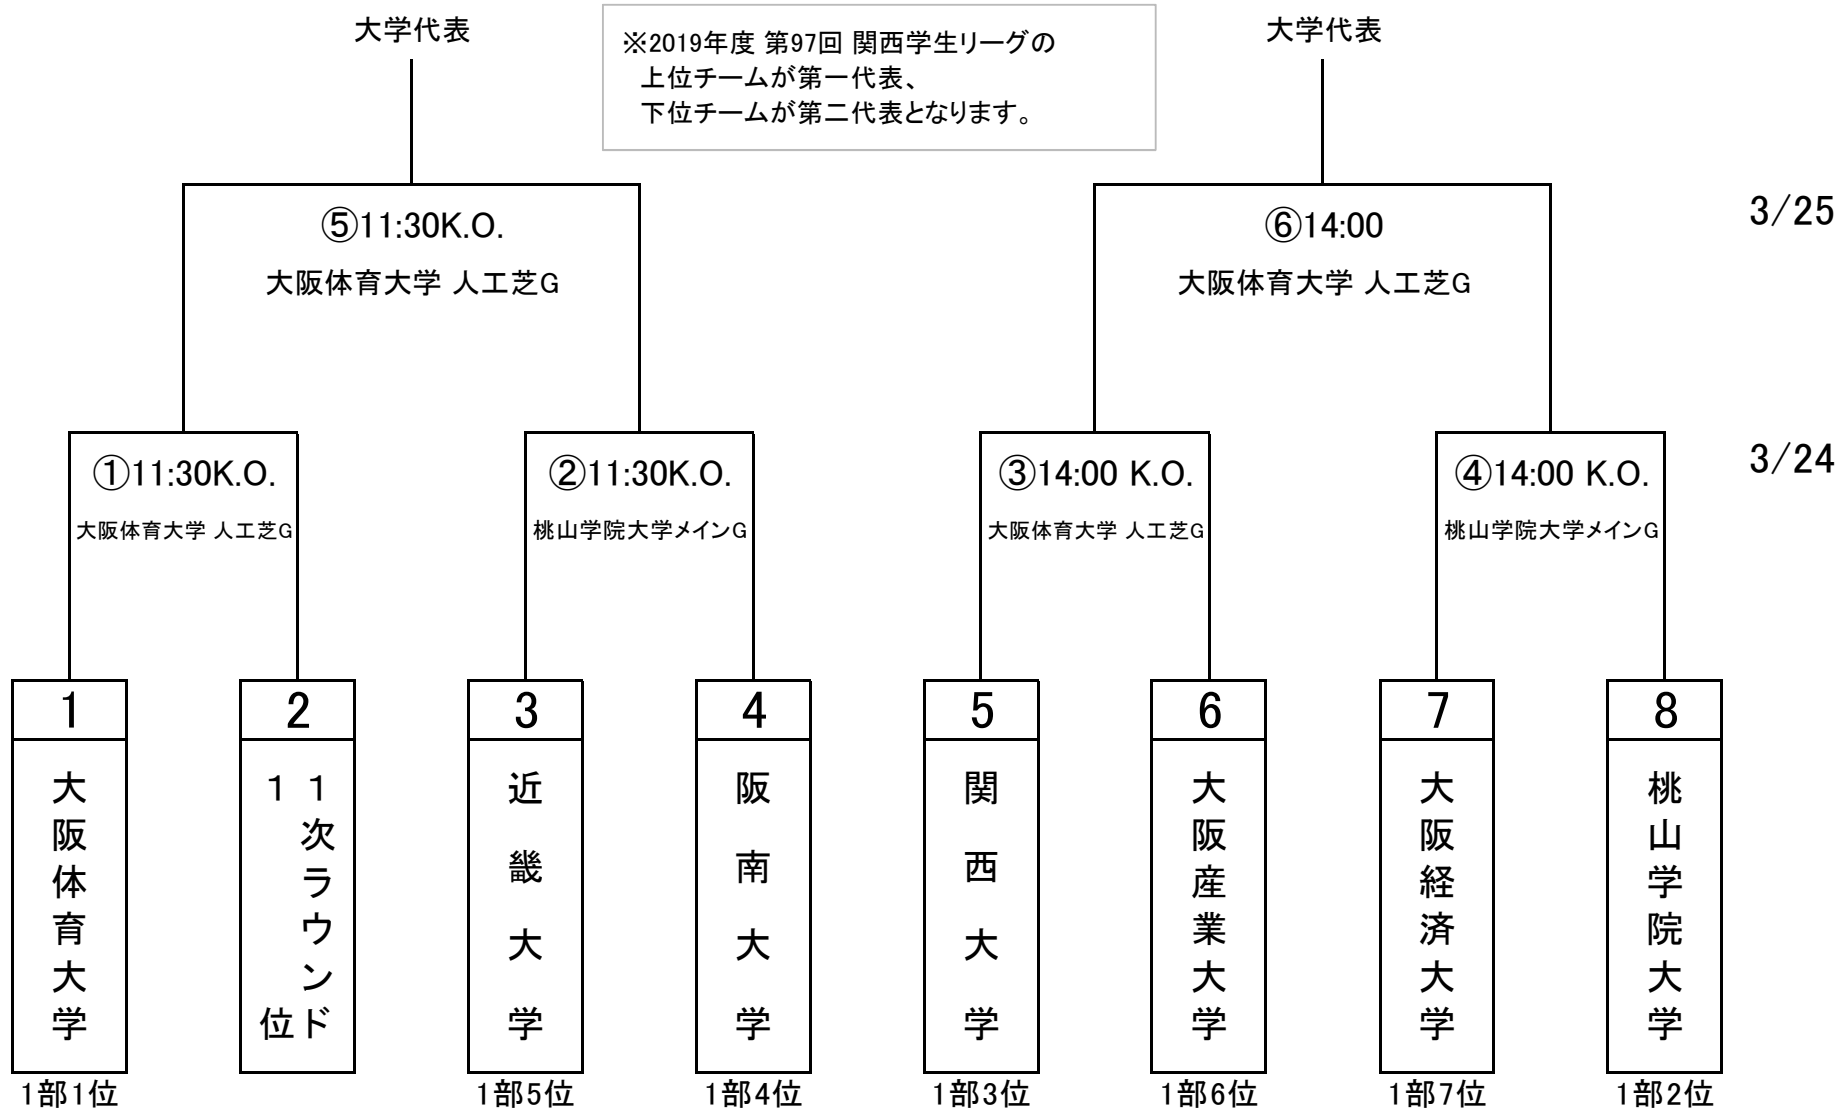 大学代表
※2019年度 第97回 関西学生リーグの
上位チームが第一代表、
下位チームが第二代表となります。
大学代表
⑤11:30K.O.
大阪体育大学 人工芝G
⑥14:00
大阪体育大学 人工芝G
3/25
①11:30K.O.
大阪体育大学 人工芝G
②11:30K.O.
桃山学院大学メインG
③14:00 K.O.
大阪体育大学 人工芝G
④14:00 K.O.
桃山学院大学メインG
3/24
1
大阪体育大学
1部1位
2
1次ラウンド
1位
3
近畿大学
1部5位
4
阪南大学
1部4位
5
関西大学
1部3位
6
大阪産業大学
1部6位
7
大阪経済大学
1部7位
8
桃山学院大学
1部2位